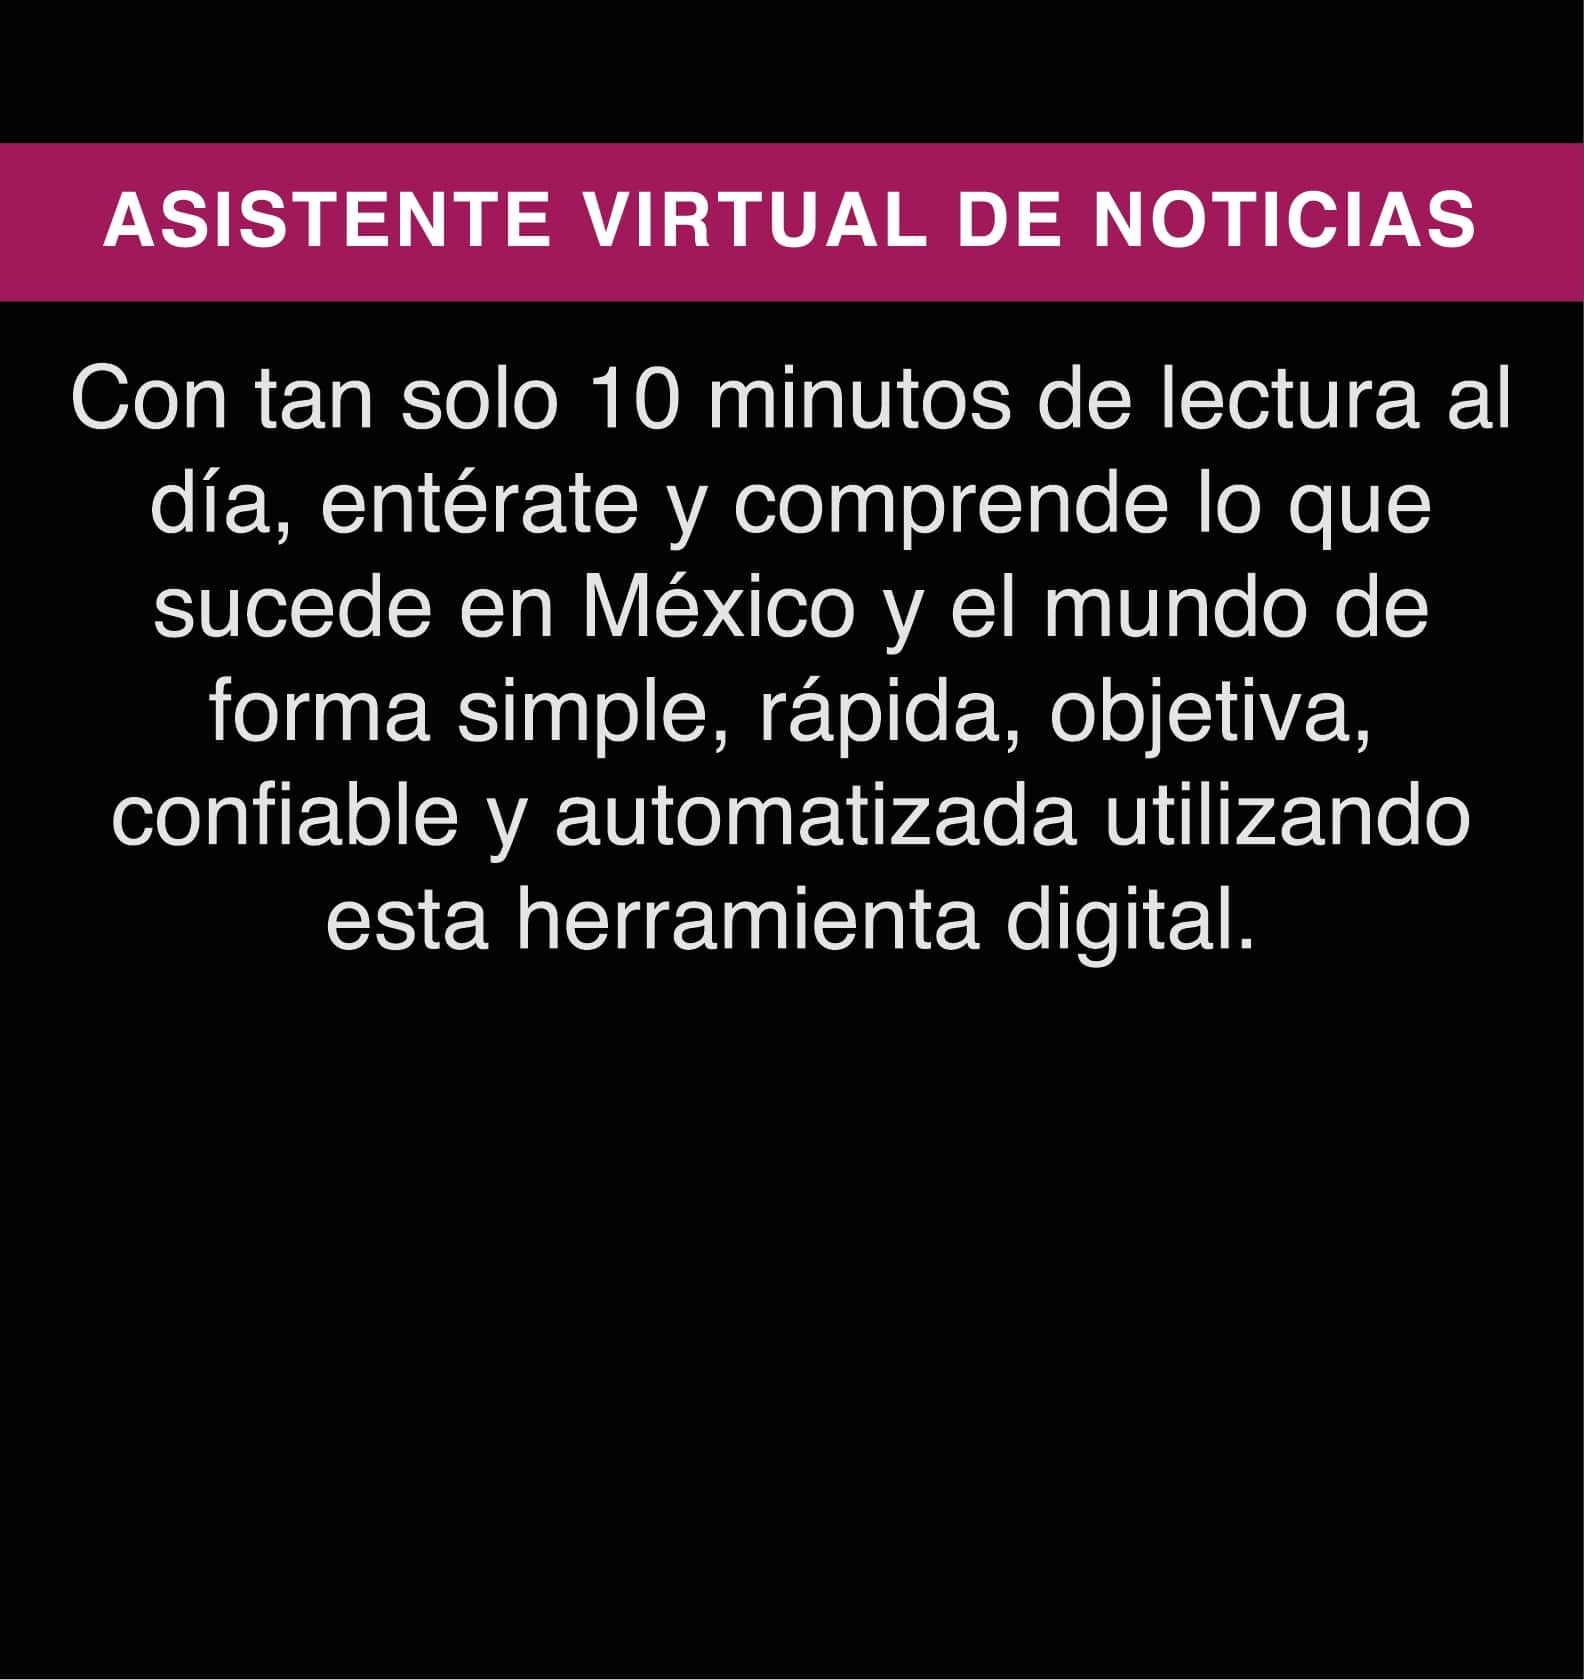 ASISTENTE VIRTUAL DE NOTICIAS
Con tan solo 10 minutos de lectura al
día, entérate y comprende lo que
sucede en México y el mundo de
forma simple, rápida, objetiva,
confiable y automatizada utilizando
esta herramienta digital.